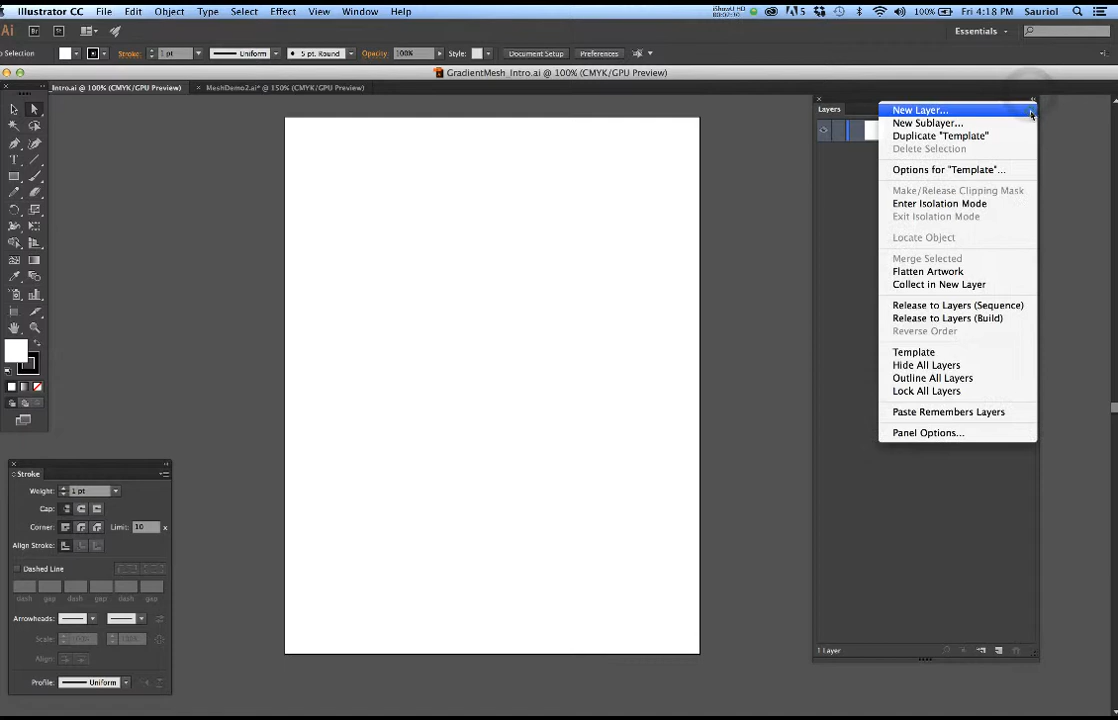 Illustrator CC File Edit Object Type Select Effect View Window Help 100% Fri 4:18 PM Sauriol
Ai Br St Essentials
Selection Stroke: 1 pt Uniform 5 pt. Round Opacity: 100% Style: Document Setup Preferences
GradientMesh_Intro.ai @ 100% (CMYK/GPU Preview)
Intro.ai @ 100% (CMYK/GPU Preview) MeshDemo2.ai* @ 150% (CMYK/GPU Preview)
Layers
New Layer...
New Sublayer...
Duplicate "Template"
Delete Selection
Options for "Template"...
Make/Release Clipping Mask
Enter Isolation Mode
Exit Isolation Mode
Locate Object
Merge Selected
Flatten Artwork
Collect in New Layer
Release to Layers (Sequence)
Release to Layers (Build)
Reverse Order
Template
Hide All Layers
Outline All Layers
Lock All Layers
Paste Remembers Layers
Panel Options...
Stroke
Weight: 1 pt
Cap:
Corner: Limit: 10 x
Align Stroke:
Dashed Line
dash gap dash gap dash gap
Arrowheads:
Scale: 100% 100%
Align:
Profile: Uniform
1 Layer